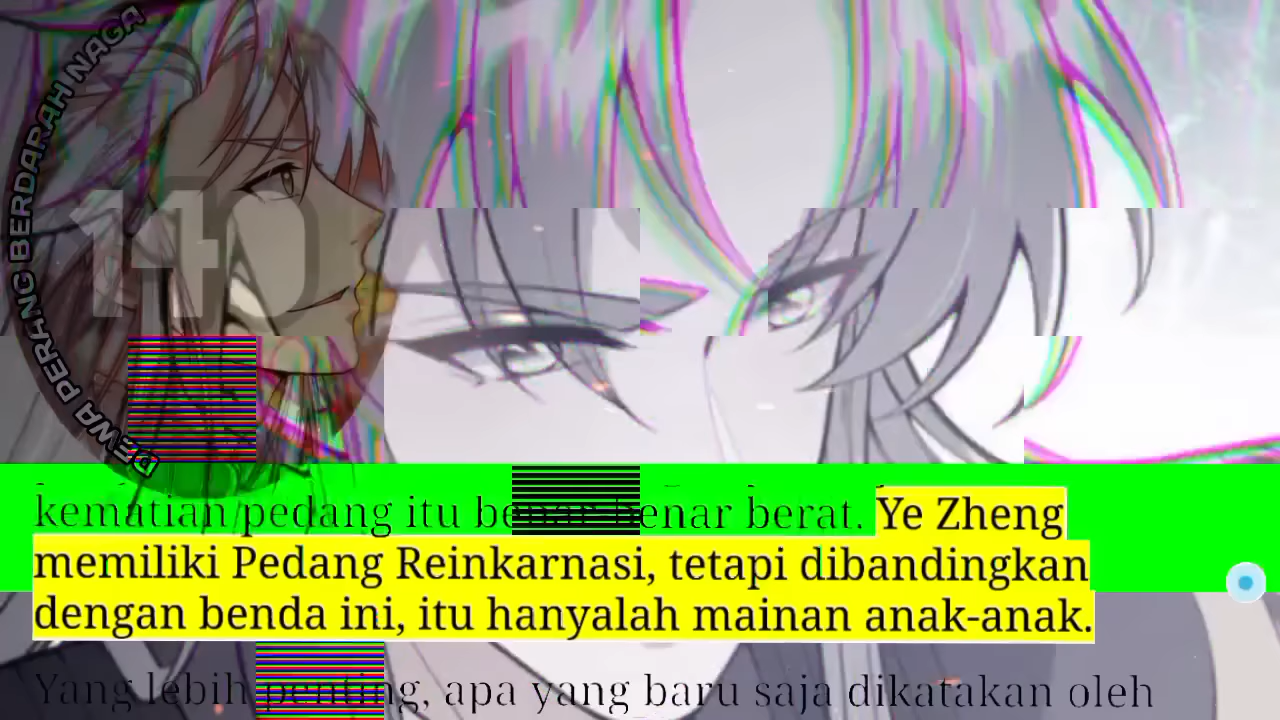 DEWA PERANG BERDARAH NAGA
140
kematian pedang itu benar-benar berat. Ye Zheng
memiliki Pedang Reinkarnasi, tetapi dibandingkan
dengan benda ini, itu hanyalah mainan anak-anak.
Yang lebih penting, apa yang baru saja dikatakan oleh